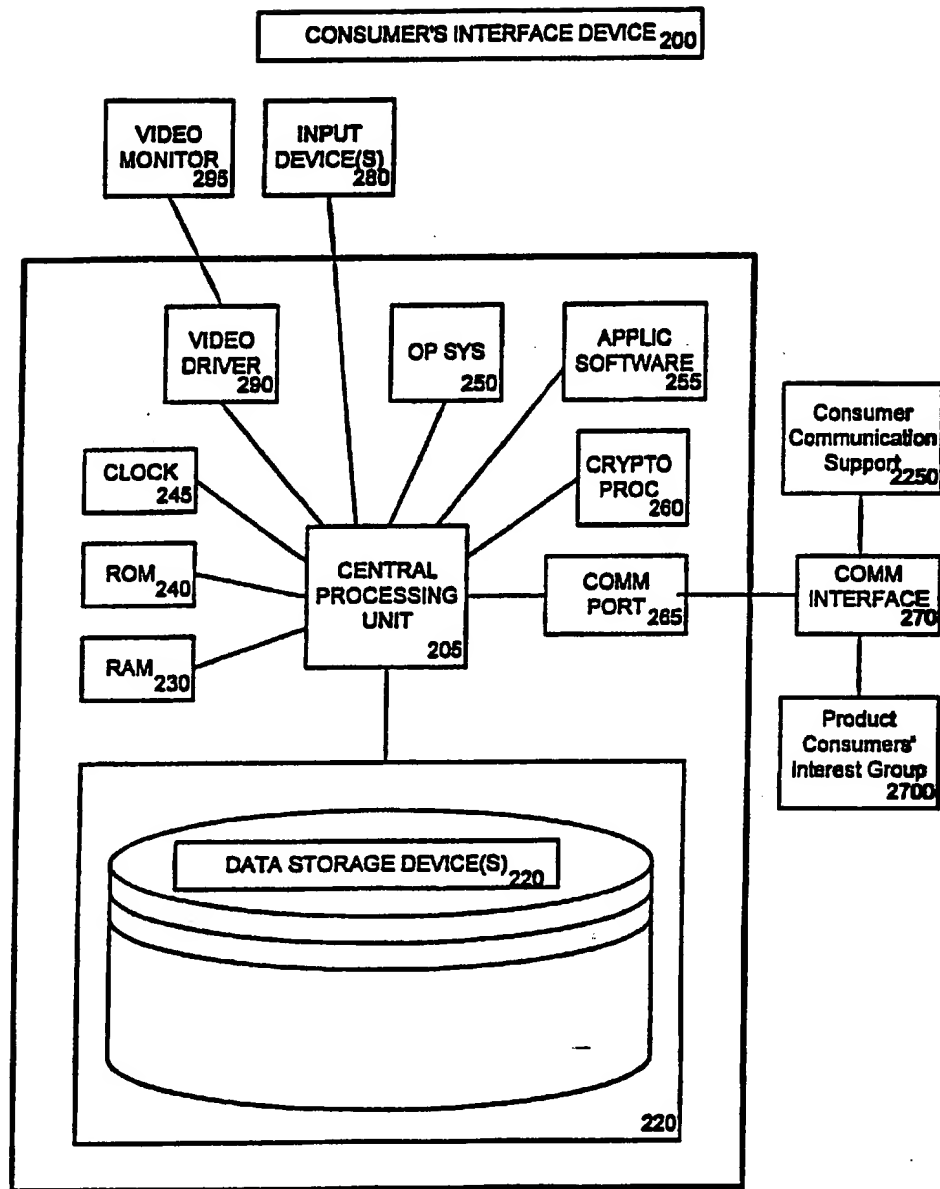 CONSUMER'S INTERFACE DEVICE 200
VIDEO
MONITOR
295
INPUT
DEVICE(S)
280
VIDEO
DRIVER
290
OP SYS
250
APPLIC
SOFTWARE
255
Consumer
Communication
Support
2250
CLOCK
245
CRYPTO
PROC
260
ROM
240
CENTRAL
PROCESSING
UNIT
205
COMM
PORT
265
COMM
INTERFACE
270
RAM
230
Product
Consumers'
Interest Group
2700
DATA STORAGE DEVICE(S)
220
220